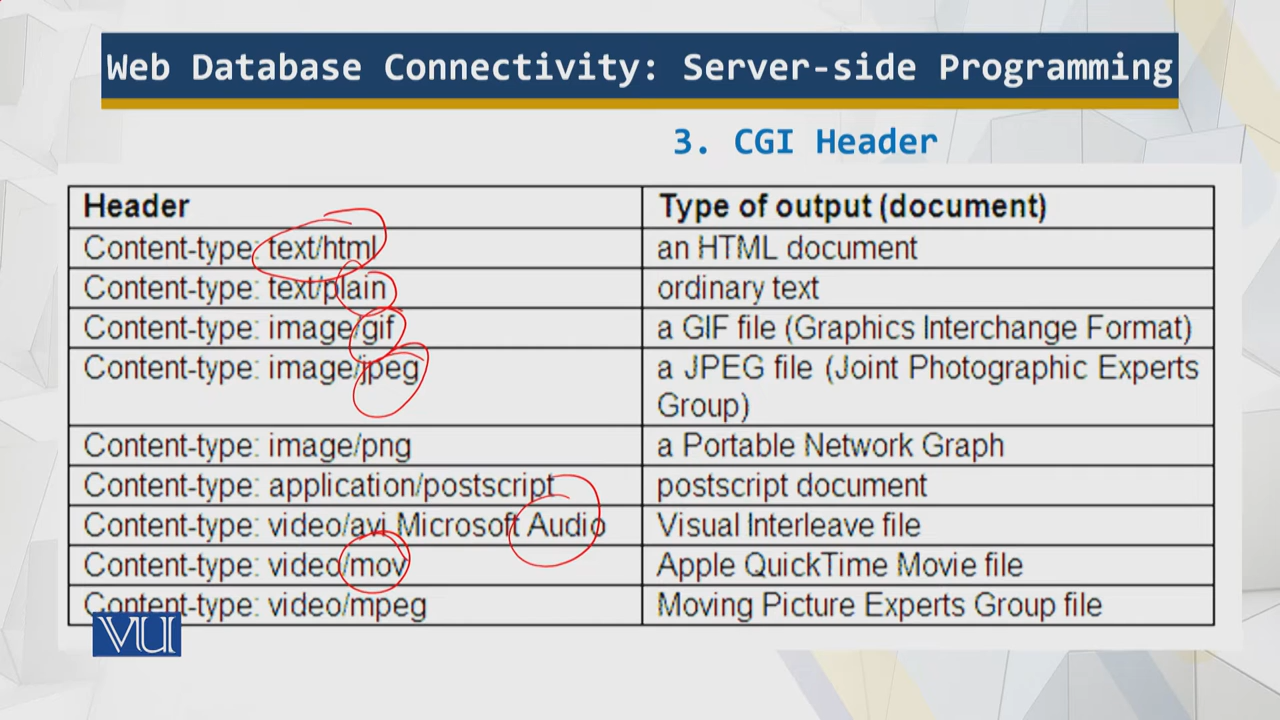 Web Database Connectivity: Server-side Programming
3. CGI Header
Header Type of output (document)
Content-type: text/html an HTML document
Content-type: text/plain ordinary text
Content-type: image/gif a GIF file (Graphics Interchange Format)
Content-type: image/jpeg a JPEG file (Joint Photographic Experts
Group)
Content-type: image/png a Portable Network Graph
Content-type: application/postscript postscript document
Content-type: video/avi Microsoft Audio Visual Interleave file
Content-type: video/mov Apple QuickTime Movie file
Content-type: video/mpeg Moving Picture Experts Group file
VU